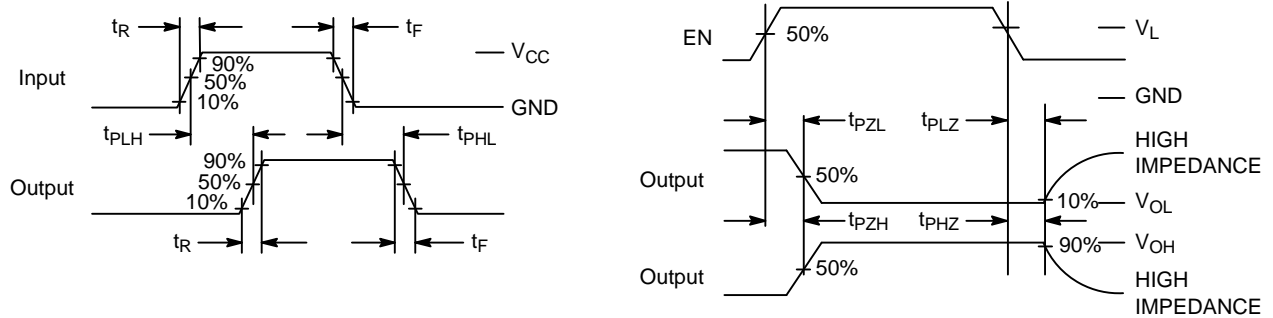 tR
tF
VCC
Input
90%
50%
10%
GND
tPLH
tPHL
Output
90%
50%
10%
tR
tF
EN
50%
VL
GND
tPZL
tPLZ
HIGH
IMPEDANCE
Output
50%
10%
VOL
tPZH
tPHZ
VOH
90%
Output
50%
HIGH
IMPEDANCE